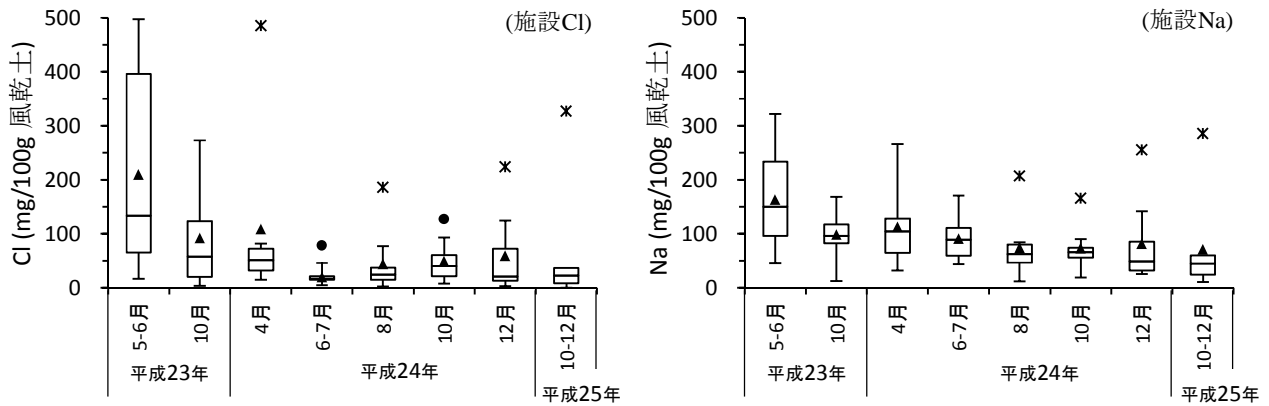 (施設Cl)
Cl (mg/100g 風乾土)
500
400
300
200
100
0
5-6月
10月
4月
6-7月
8月
10月
12月
10-12月
平成23年
平成24年
平成25年
(施設Na)
Na (mg/100g 風乾土)
500
400
300
200
100
0
5-6月
10月
4月
6-7月
8月
10月
12月
10-12月
平成23年
平成24年
平成25年